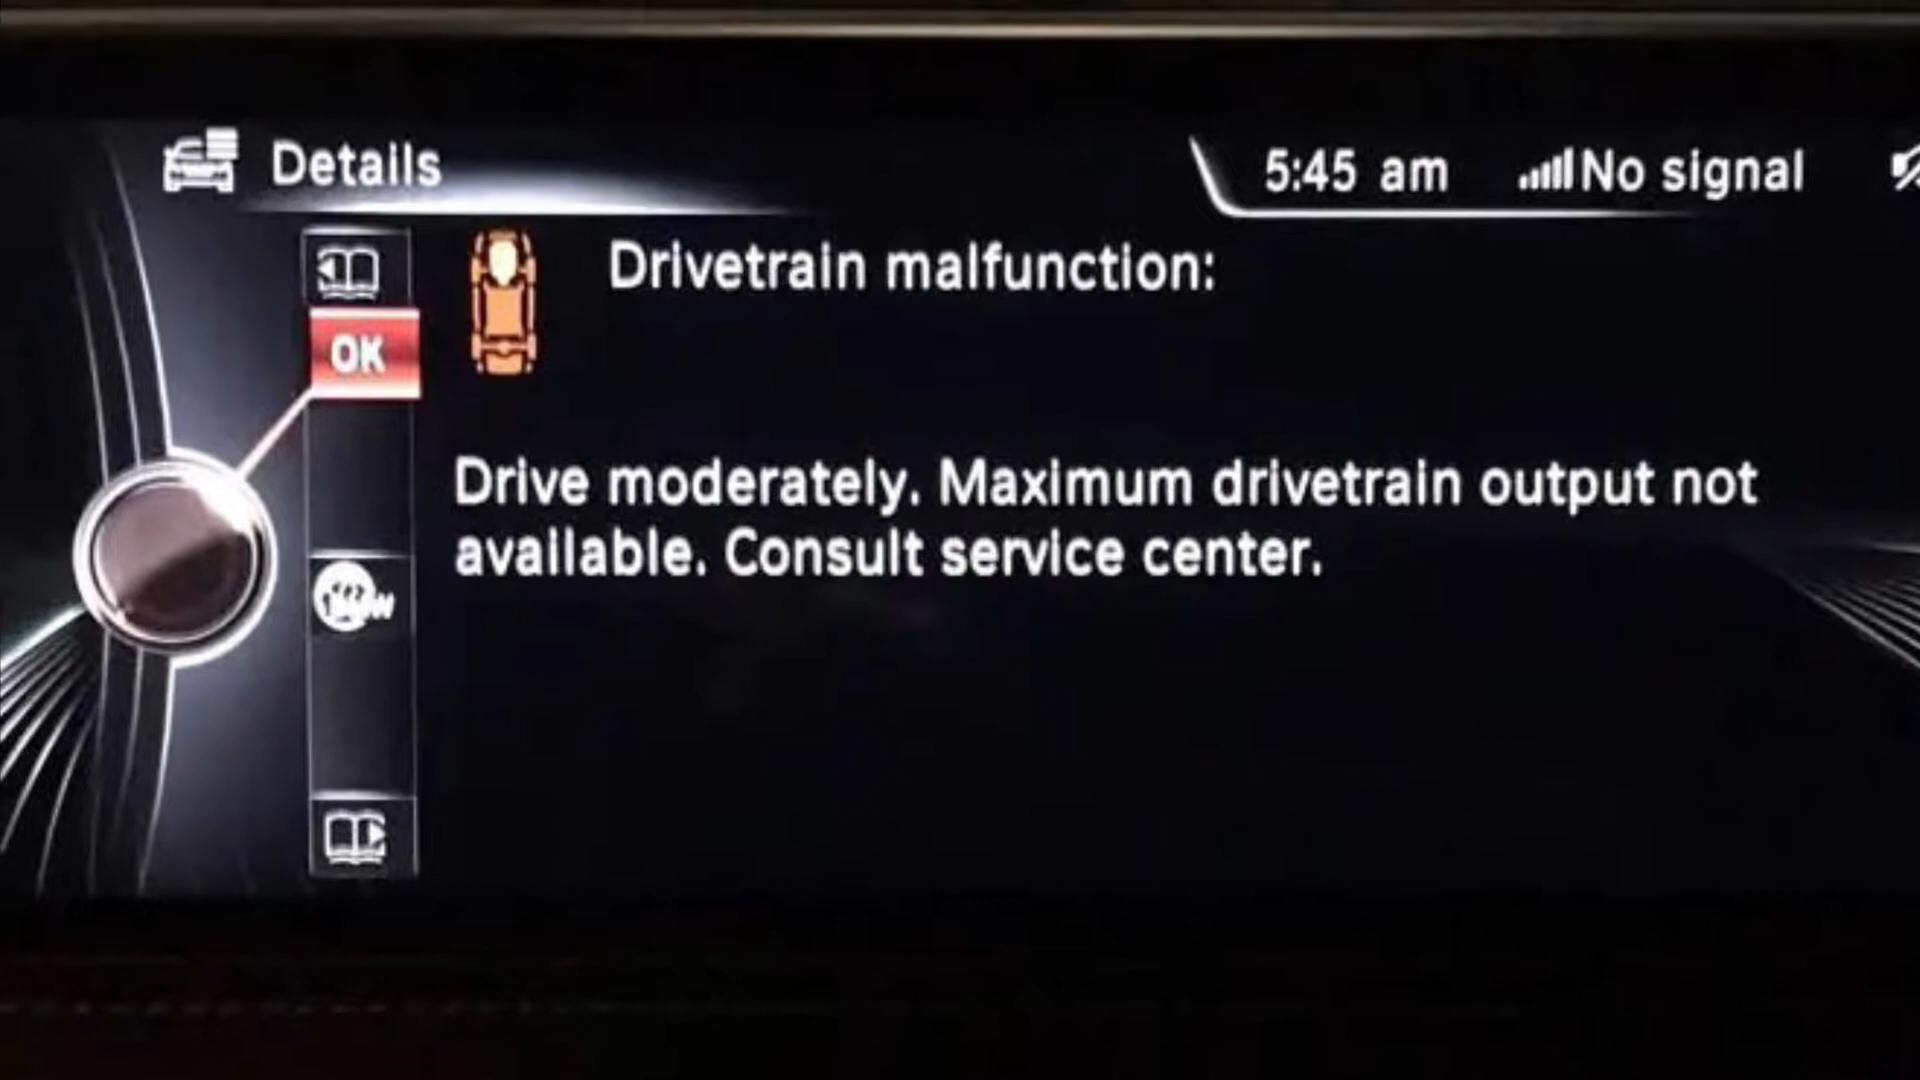 Details
5:45 am
No signal
Drivetrain malfunction:
OK
Drive moderately. Maximum drivetrain output not
available. Consult service center.